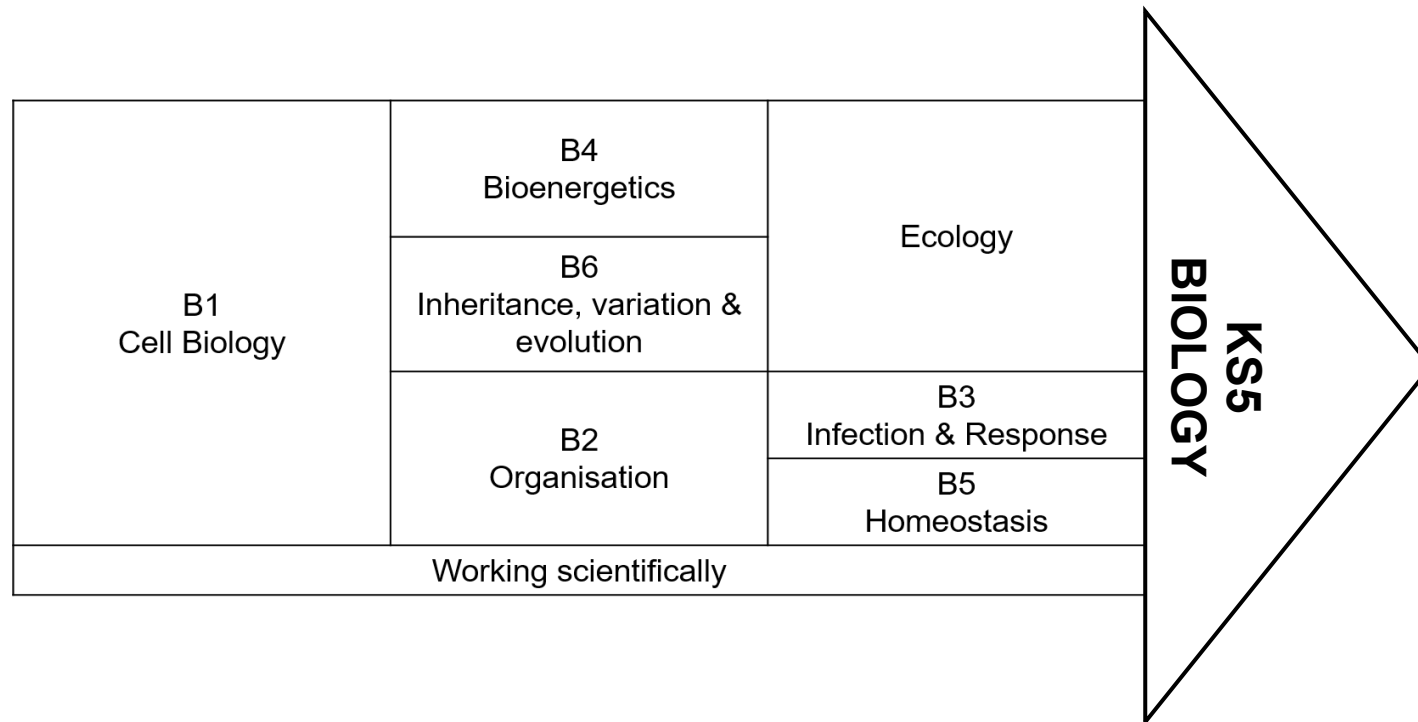 B1
Cell Biology
B4
Bioenergetics
B6
Inheritance, variation &
evolution
B2
Organisation
Ecology
B3
Infection & Response
B5
Homeostasis
Working scientifically
KS5
BIOLOGY